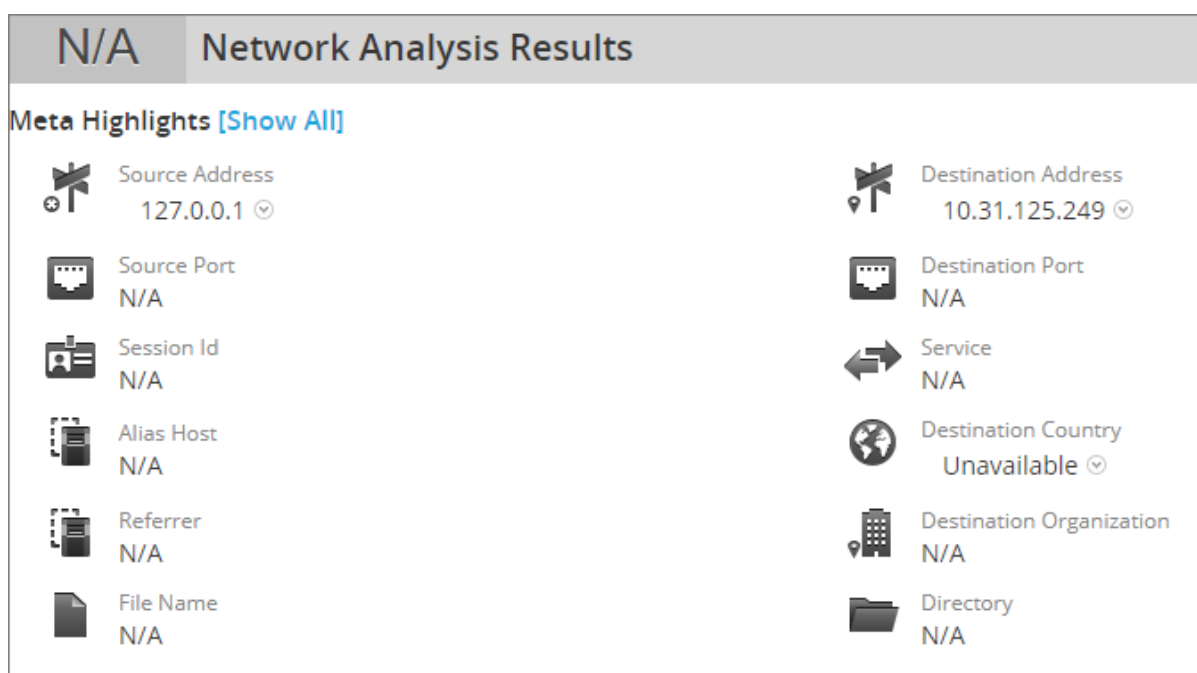 N/A Network Analysis Results
Meta Highlights [Show All]
Source Address
127.0.0.1
Destination Address
10.31.125.249
Source Port
N/A
Destination Port
N/A
Session Id
N/A
Service
N/A
Alias Host
N/A
Destination Country
Unavailable
Referrer
N/A
Destination Organization
N/A
File Name
N/A
Directory
N/A